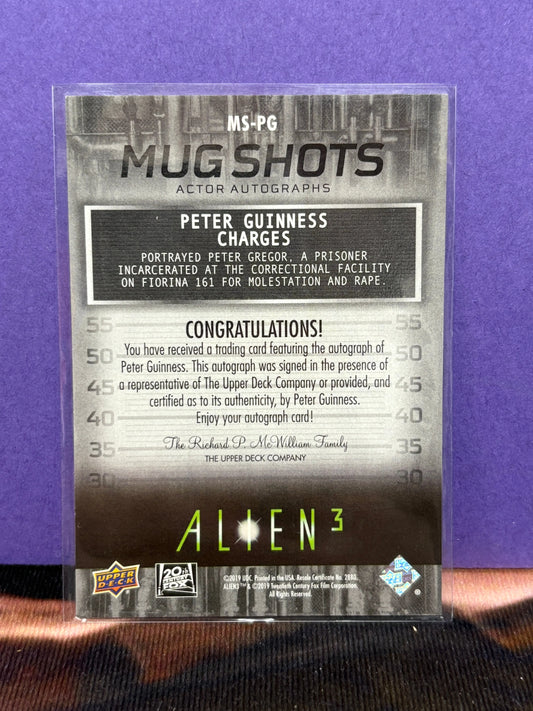 MS-PG
MUG SHOTS
ACTOR AUTOGRAPHS
PETER GUINNESS
CHARGES
PORTRAYED PETER GREGOR, A PRISONER
INCARCERATED AT THE CORRECTIONAL FACILITY
ON FIORINA 161 FOR MOLESTATION AND RAPE.
55 55
CONGRATULATIONS!
You have received a trading card featuring the autograph of
50 50
Peter Guinness. This autograph was signed in the presence of
a representative of The Upper Deck Company or provided, and
45 45
certified as to its authenticity, by Peter Guinness.
40 40
Enjoy your autograph card!
The Richard P. McWilliam Family
35 35
THE UPPER DECK COMPANY
30 30
ALIEN 3
UPPER DECK
20th CENTURY FOX
©2019 UDC. Printed in the USA. Resale Certificate No. 2880.
ALIEN3 ™ & ©2019 Twentieth Century Fox Film Corporation.
All Rights Reserved.
®